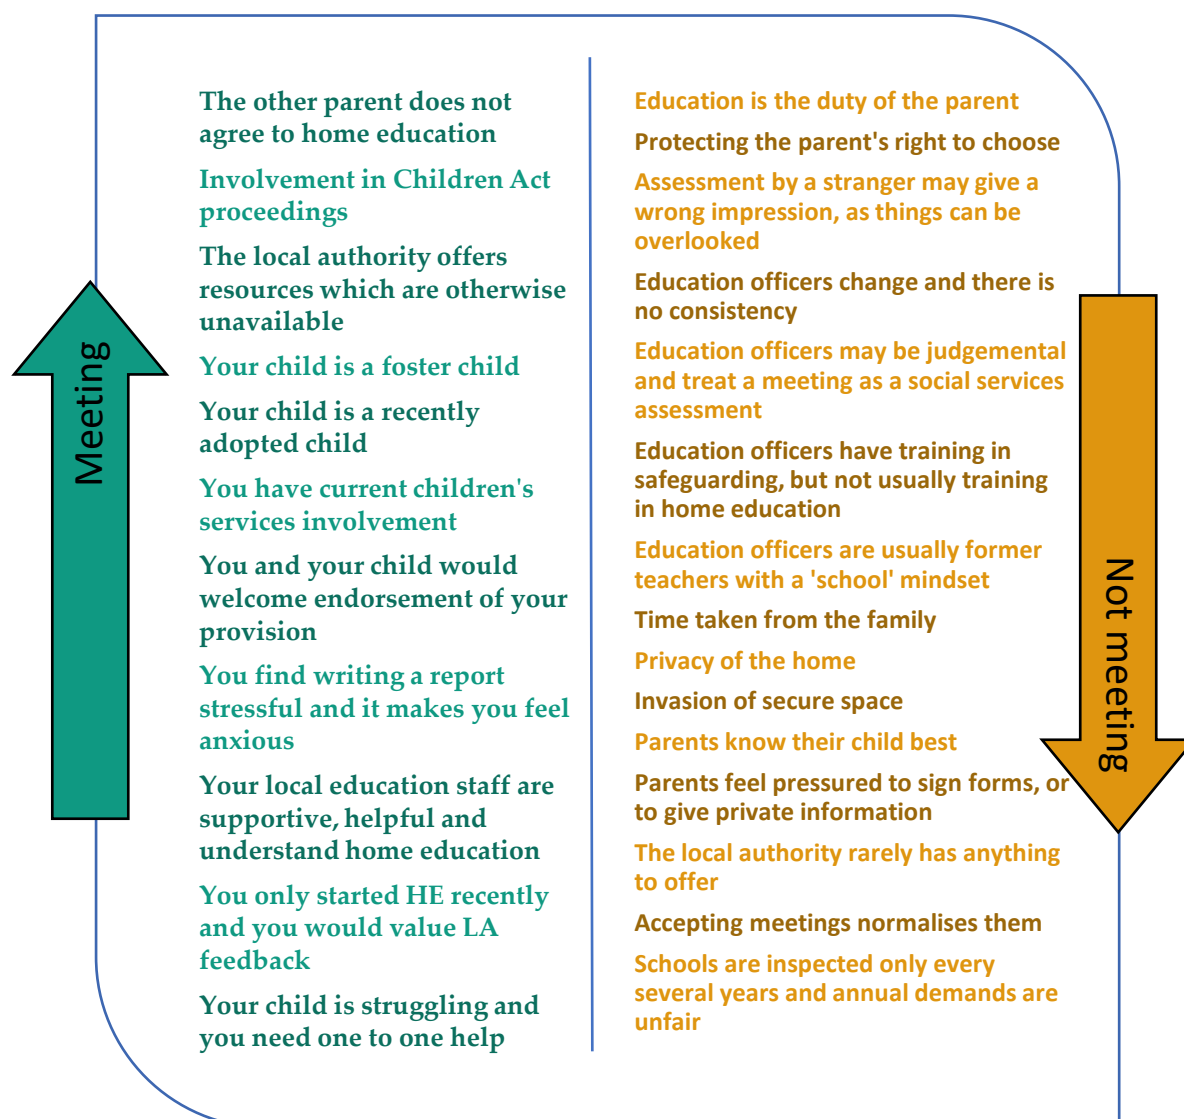 Meeting
The other parent does not
agree to home education
Involvement in Children Act
proceedings
The local authority offers
resources which are otherwise
unavailable
Your child is a foster child
Your child is a recently
adopted child
You have current children's
services involvement
You and your child would
welcome endorsement of your
provision
You find writing a report
stressful and it makes you feel
anxious
Your local education staff are
supportive, helpful and
understand home education
You only started HE recently
and you would value LA
feedback
Your child is struggling and
you need one to one help
Education is the duty of the parent
Protecting the parent's right to choose
Assessment by a stranger may give a
wrong impression, as things can be
overlooked
Education officers change and there is
no consistency
Education officers may be judgemental
and treat a meeting as a social services
assessment
Education officers have training in
safeguarding, but not usually training
in home education
Education officers are usually former
teachers with a 'school' mindset
Time taken from the family
Privacy of the home
Invasion of secure space
Parents know their child best
Parents feel pressured to sign forms, or
to give private information
The local authority rarely has anything
to offer
Accepting meetings normalises them
Schools are inspected only every
several years and annual demands are
unfair
Not meeting